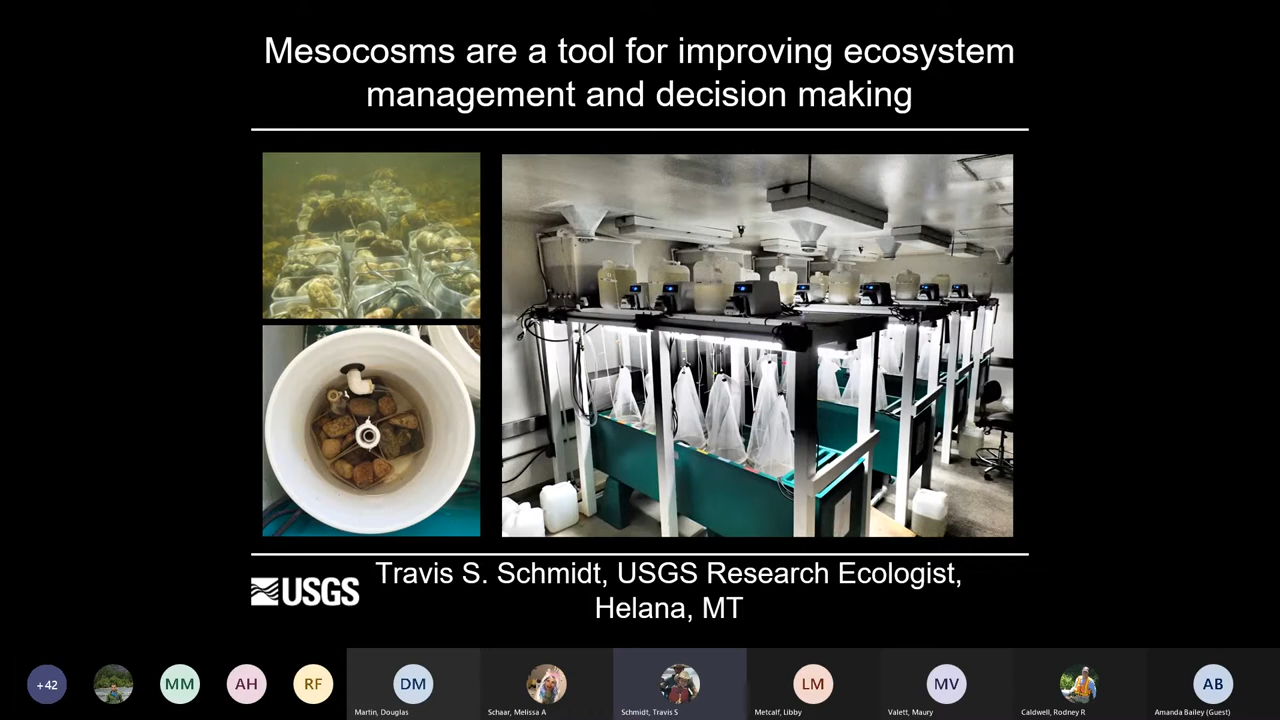 Mesocosms are a tool for improving ecosystem
management and decision making
USGS
Travis S. Schmidt, USGS Research Ecologist,
Helana, MT
+42
MM
AH
RF
DM
Martin, Douglas
Schaar, Melissa A
Schmidt, Travis S
LM
Metcalf, Libby
MV
Valett, Maury
Caldwell, Rodney R
AB
Amanda Bailey (Guest)